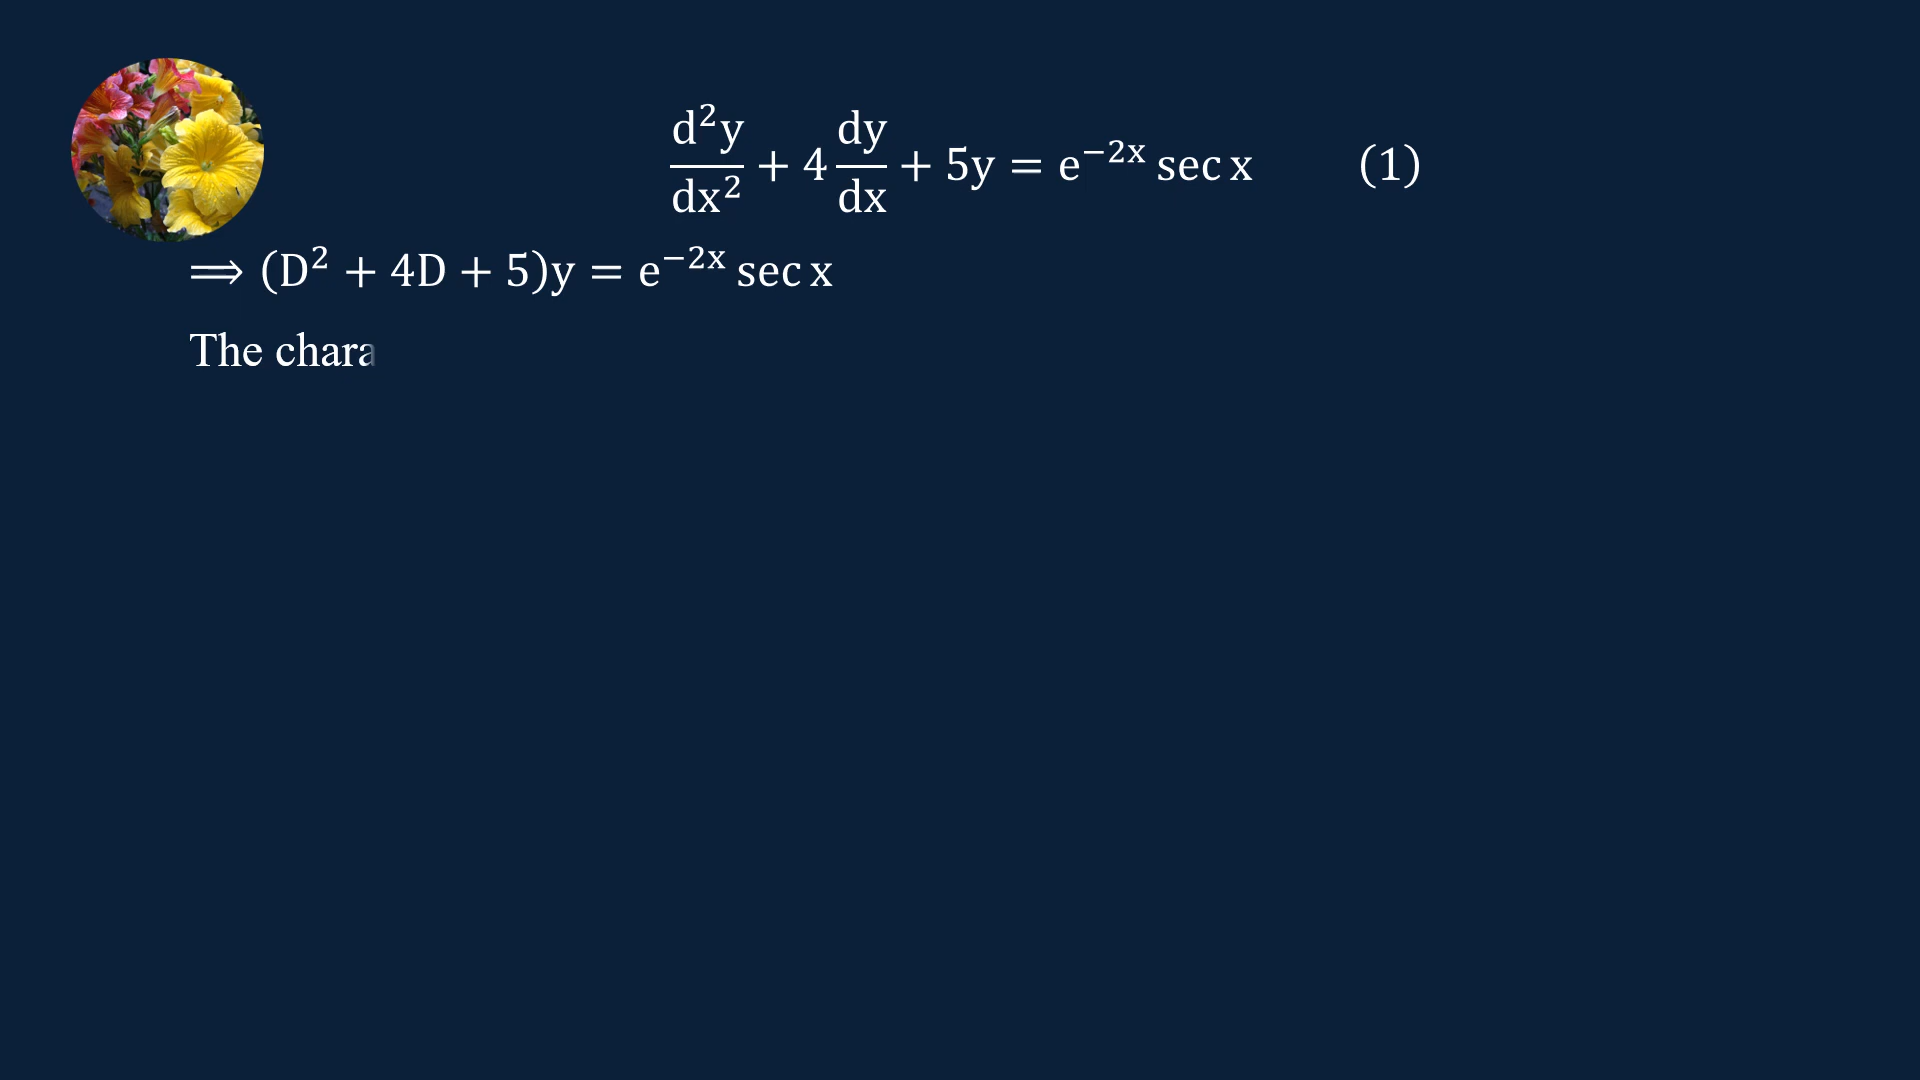 d²y/dx² + 4 dy/dx + 5y = e⁻²ˣ sec x (1)
⟹ (D² + 4D + 5)y = e⁻²ˣ sec x
The chara